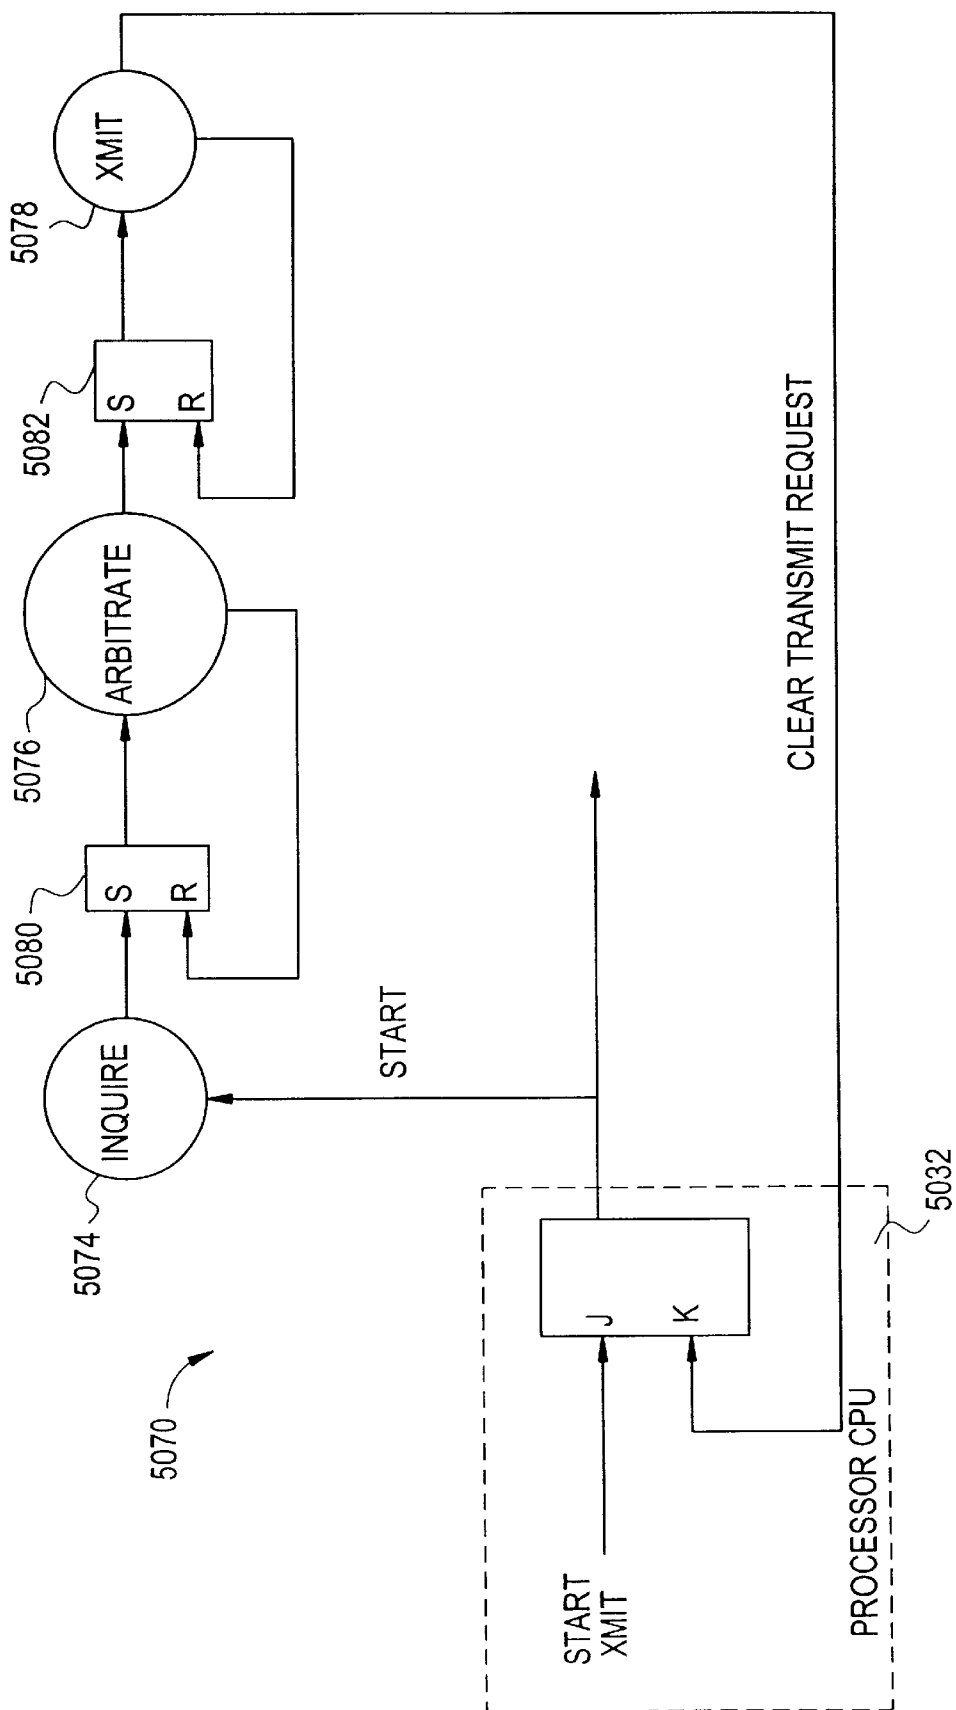 5070
5074
INQUIRE
5080
S
R
5076
ARBITRATE
5082
S
R
5078
XMIT
START
START
XMIT
J
K
PROCESSOR CPU
5032
CLEAR TRANSMIT REQUEST